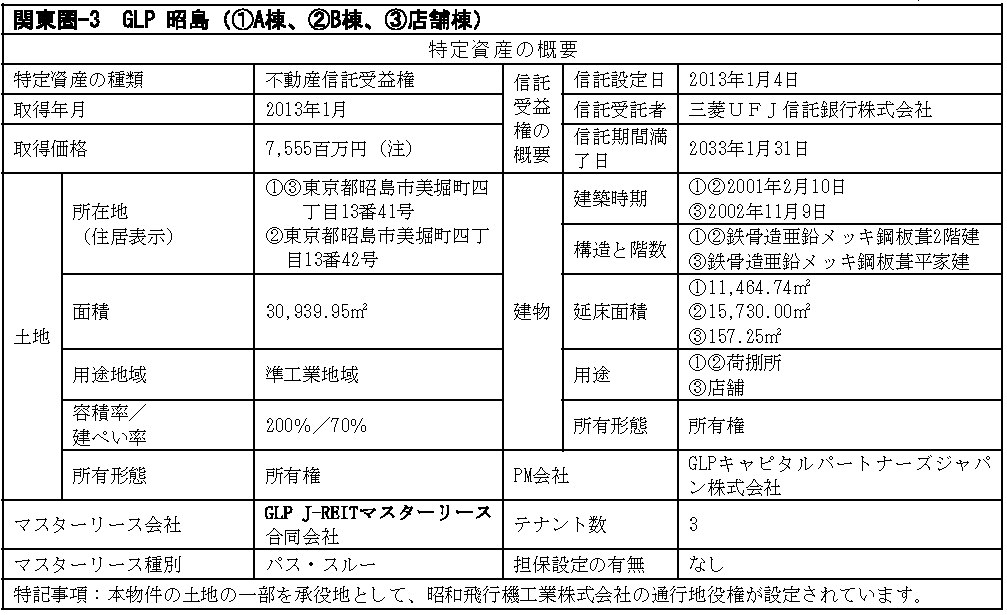 関東圏-3 GLP 昭島（①A棟、②B棟、③店舗棟）
特定資産の概要
特定資産の種類
不動産信託受益権
信託
受益
権の
概要
信託設定日
2013年1月4日
取得年月
2013年1月
信託受託者
三菱ＵＦＪ信託銀行株式会社
取得価格
7,555百万円（注）
信託期間満
了日
2033年1月31日
土地
所在地
（住居表示）
①③東京都昭島市美堀町四
丁目13番41号
②東京都昭島市美堀町四丁
目13番42号
建物
建築時期
①②2001年2月10日
③2002年11月9日
構造と階数
①②鉄骨造亜鉛メッキ鋼板葺2階建
③鉄骨造亜鉛メッキ鋼板葺平家建
面積
30,939.95㎡
延床面積
①11,464.74㎡
②15,730.00㎡
③157.25㎡
用途地域
準工業地域
用途
①②荷捌所
③店舗
容積率／
建ぺい率
200％／70％
所有形態
所有権
所有形態
所有権
PM会社
GLPキャピタルパートナーズジャパ
ン株式会社
マスターリース会社
GLP J-REITマスターリース
合同会社
テナント数
3
マスターリース種別
パス・スルー
担保設定の有無
なし
特記事項：本物件の土地の一部を承役地として、昭和飛行機工業株式会社の通行地役権が設定されています。